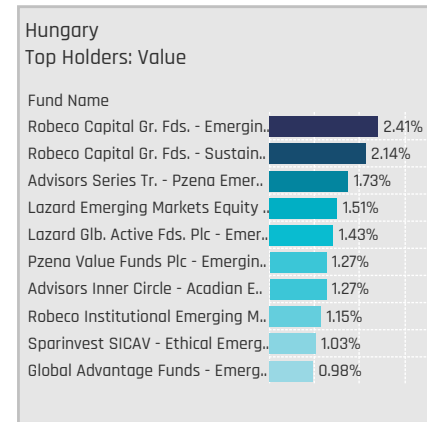 Hungary
Top Holders: Value
Fund Name
Robeco Capital Gr. Fds. - Emergin.. 2.41%
Robeco Capital Gr. Fds. - Sustain.. 2.14%
Advisors Series Tr. - Pzena Emer.. 1.73%
Lazard Emerging Markets Equity .. 1.51%
Lazard Glb. Active Fds. Plc - Emer.. 1.43%
Pzena Value Funds Plc - Emergin.. 1.27%
Advisors Inner Circle - Acadian E.. 1.27%
Robeco Institutional Emerging M.. 1.15%
Sparinvest SICAV - Ethical Emerg.. 1.03%
Global Advantage Funds - Emerg.. 0.98%